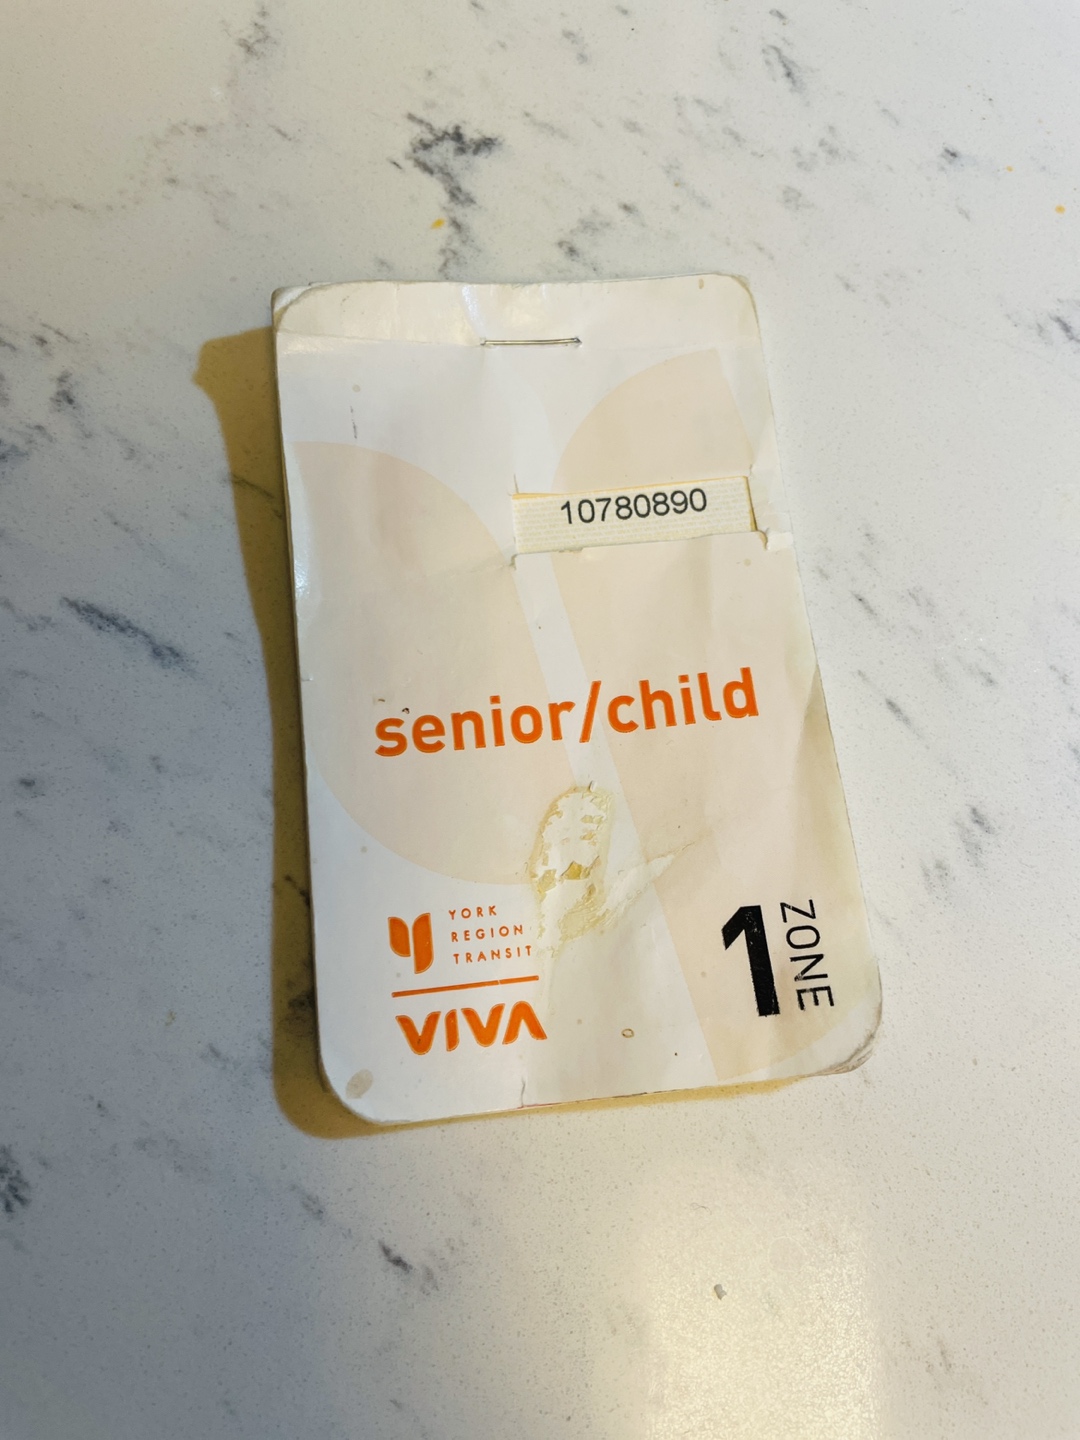 10780890
senior/child
YORK
REGION
TRANSIT
VIVA
1 ZONE